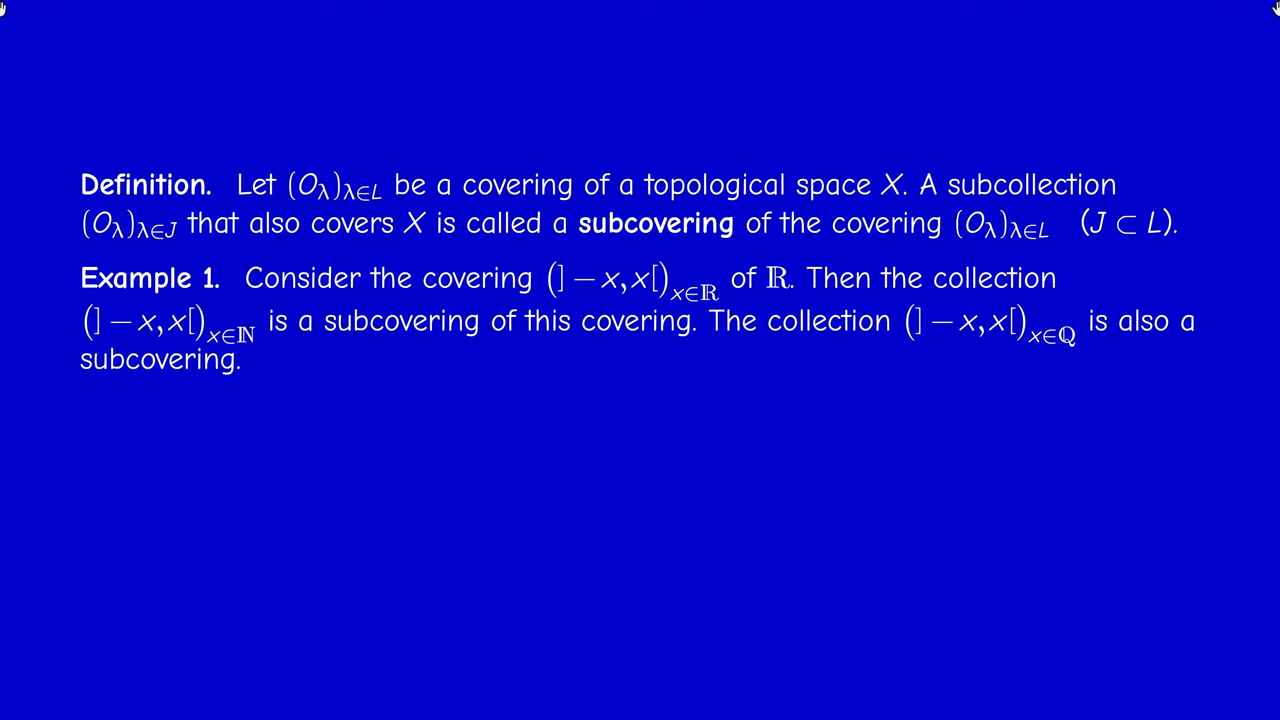 Definition. Let (O_λ)_{λ∈L} be a covering of a topological space X. A subcollection
(O_λ)_{λ∈J} that also covers X is called a subcovering of the covering (O_λ)_{λ∈L} (J ⊂ L).
Example 1. Consider the covering (]−x,x[)_{x∈ℝ} of ℝ. Then the collection
(]−x,x[)_{x∈ℕ} is a subcovering of this covering. The collection (]−x,x[)_{x∈ℚ} is also a
subcovering.